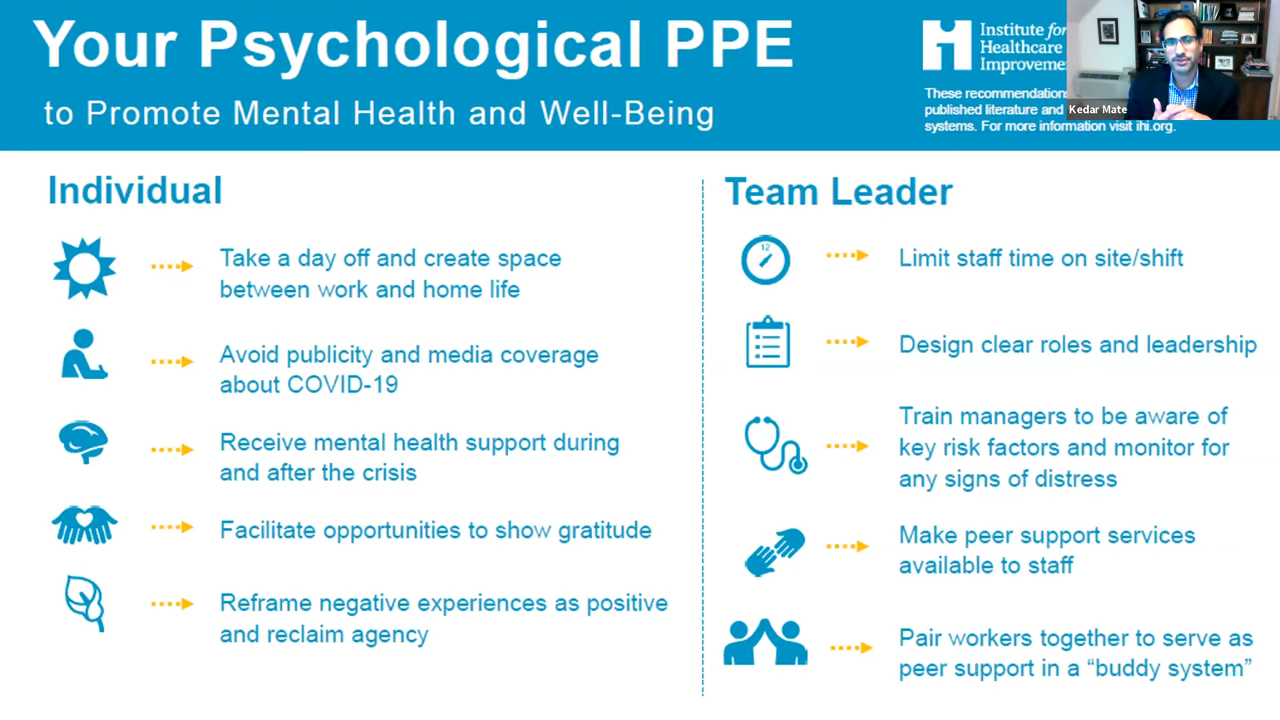 Your Psychological PPE
to Promote Mental Health and Well-Being
Institute for
Healthcare
These recommendations
published literature and
systems. For more information visit ihi.org.
Kedar Mate
Individual
Take a day off and create space
between work and home life
Avoid publicity and media coverage
about COVID-19
Receive mental health support during
and after the crisis
Facilitate opportunities to show gratitude
Reframe negative experiences as positive
and reclaim agency
Team Leader
12
Limit staff time on site/shift
Design clear roles and leadership
Train managers to be aware of
key risk factors and monitor for
any signs of distress
Make peer support services
available to staff
Pair workers together to serve as
peer support in a “buddy system”